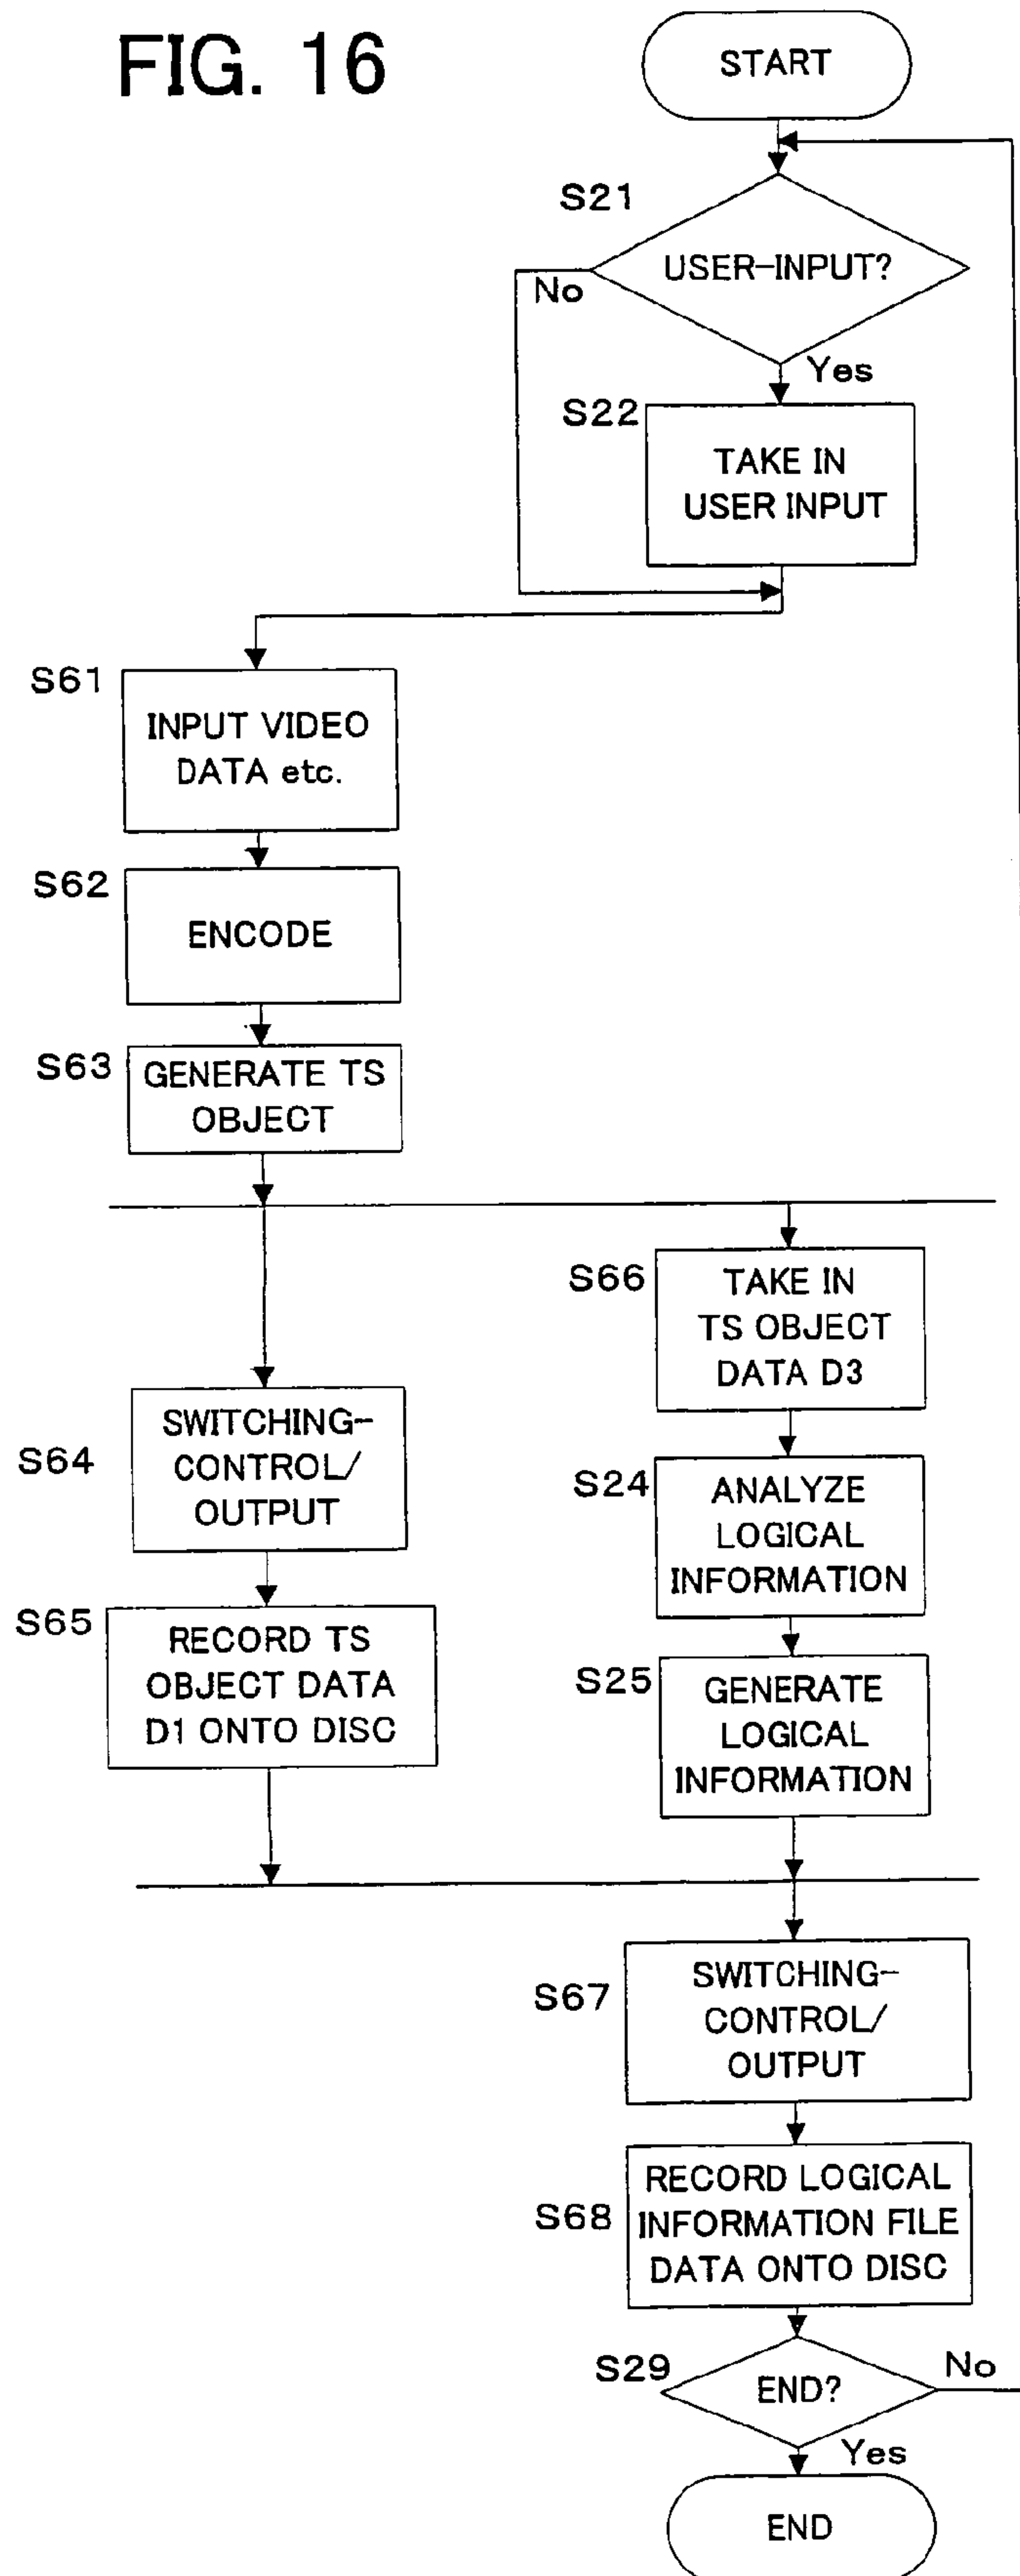 FIG. 16
START
S21
USER-INPUT?
No
Yes
S22
TAKE IN
USER INPUT
S61
INPUT VIDEO
DATA etc.
S62
ENCODE
S63
GENERATE TS
OBJECT
S64
SWITCHING-
CONTROL/
OUTPUT
S65
RECORD TS
OBJECT DATA
D1 ONTO DISC
S66
TAKE IN
TS OBJECT
DATA D3
S24
ANALYZE
LOGICAL
INFORMATION
S25
GENERATE
LOGICAL
INFORMATION
S67
SWITCHING-
CONTROL/
OUTPUT
S68
RECORD LOGICAL
INFORMATION FILE
DATA ONTO DISC
S29
END?
No
Yes
END